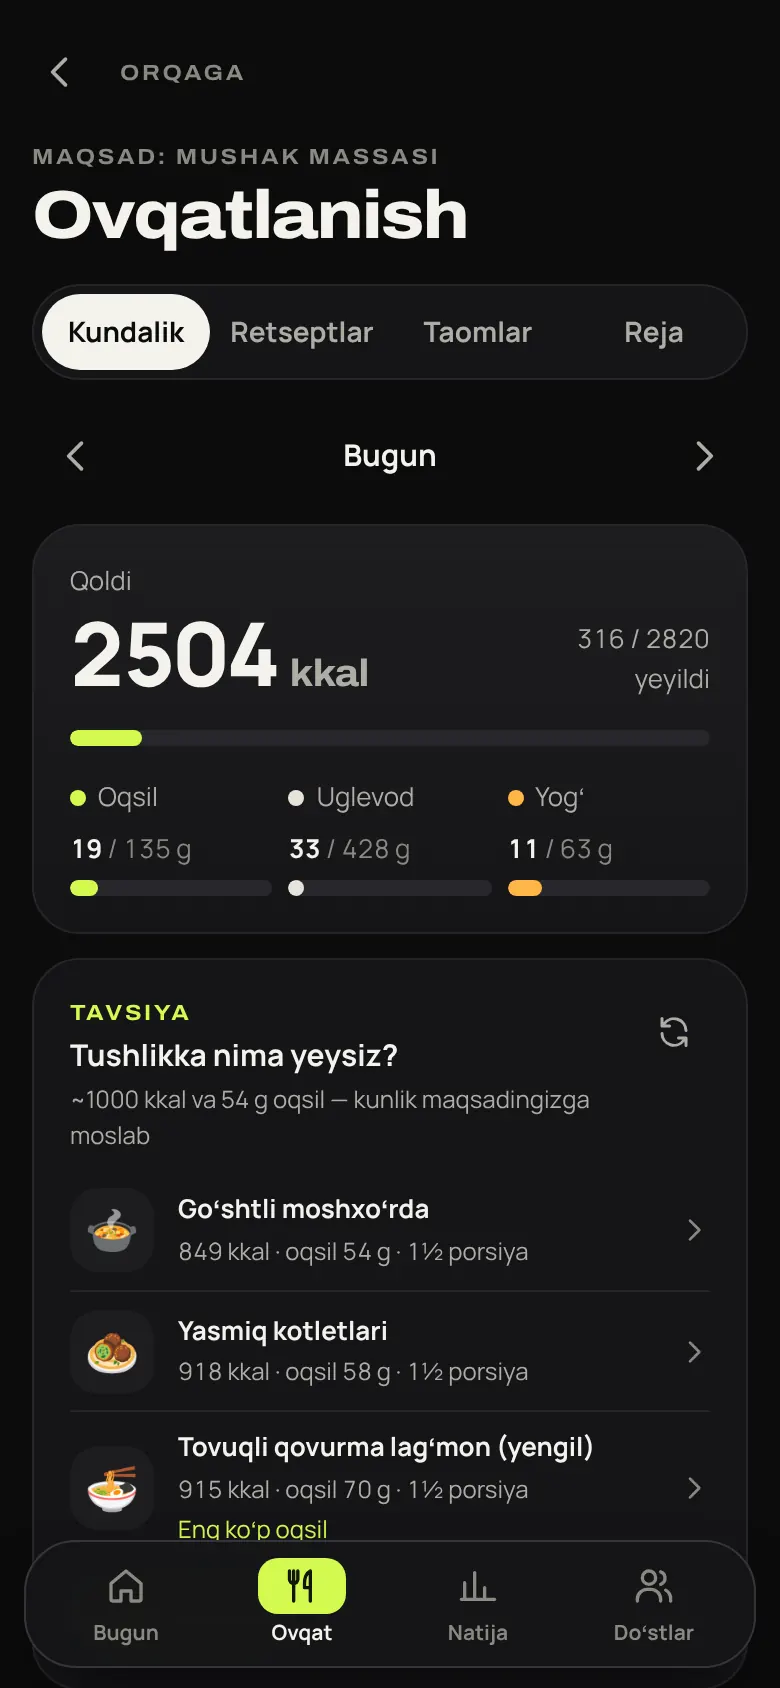 ORQAGA
MAQSAD: MUSHAK MASSASI
Ovqatlanish
Kundalik Retseptlar Taomlar Reja
Bugun
Qoldi
2504 kkal
316 / 2820
yeyildi
Oqsil Uglevod Yog‘
19 / 135 g 33 / 428 g 11 / 63 g
TAVSIYA
Tushlikka nima yeysiz?
~1000 kkal va 54 g oqsil — kunlik maqsadingizga
moslab
Go‘shtli moshxo‘rda
849 kkal · oqsil 54 g · 1½ porsiya
Yasmiq kotletlari
918 kkal · oqsil 58 g · 1½ porsiya
Tovuqli qovurma lag‘mon (yengil)
915 kkal · oqsil 70 g · 1½ porsiya
Eng ko‘p oqsil
Bugun Ovqat Natija Do‘stlar